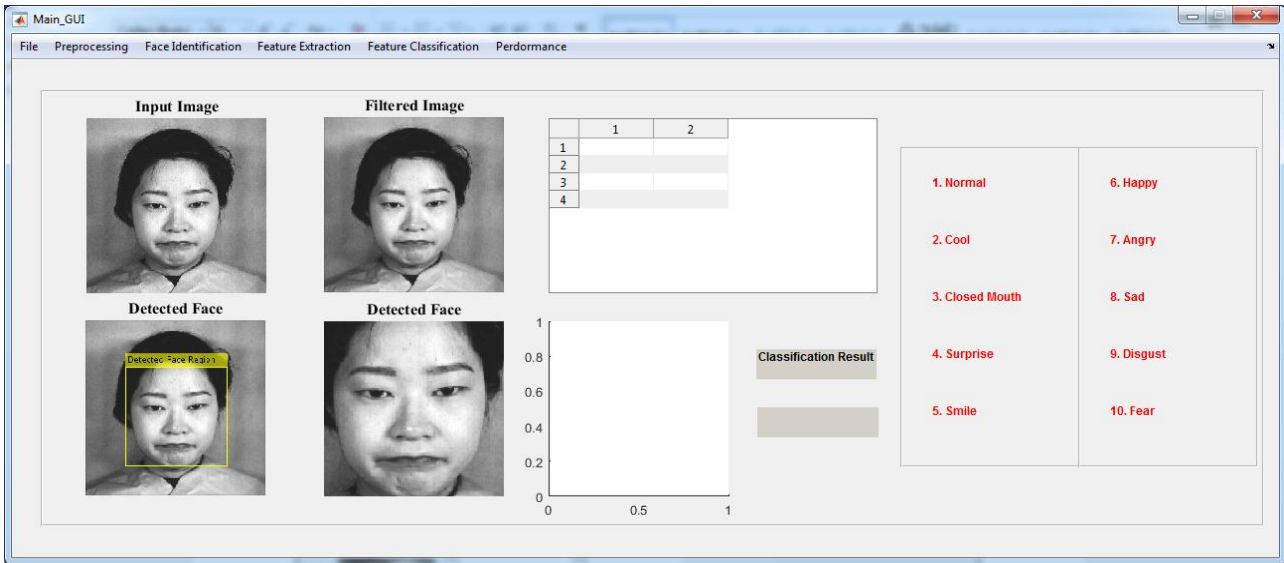 Main_GUI
File Preprocessing Face Identification Feature Extraction Feature Classification Perdormance
Input Image
Filtered Image
1 2
1
2
3
4
Detected Face
Detected Face
Detected Face Region
1
0.8
0.6
0.4
0.2
0
0 0.5 1
Classification Result
1. Normal
2. Cool
3. Closed Mouth
4. Surprise
5. Smile
6. Happy
7. Angry
8. Sad
9. Disgust
10. Fear